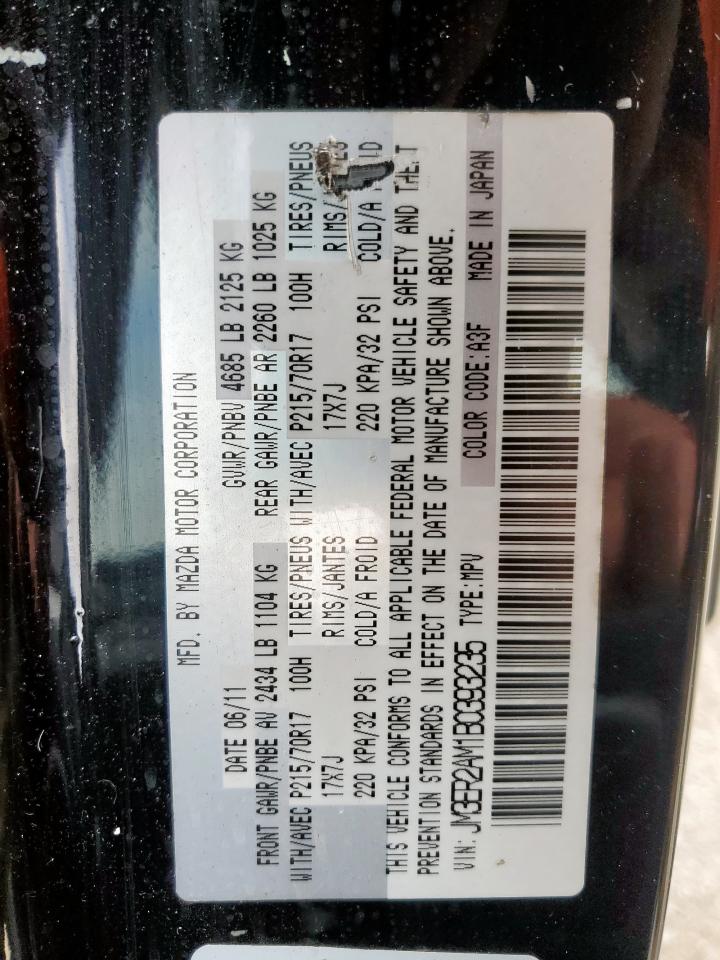 MFD. BY MAZDA MOTOR CORPORATION
DATE 06/11 GVWR/PNBV 4685 LB 2125 KG
FRONT GAWR/PNBE AV 2434 LB 1104 KG REAR GAWR/PNBE AR 2260 LB 1025 KG
WITH/AVEC P215/70R17 100H TIRES/PNEUS WITH/AVEC P215/70R17 100H TIRES/PNEUS
17X7J RIMS/JANTES 17X7J RIMS/
220 KPA/32 PSI COLD/A FROID 220 KPA/32 PSI COLD/A
THIS VEHICLE CONFORMS TO ALL APPLICABLE FEDERAL MOTOR VEHICLE SAFETY AND THEFT
PREVENTION STANDARDS IN EFFECT ON THE DATE OF MANUFACTURE SHOWN ABOVE.
VIN: JM3ER2AM1B0393235 TYPE:MPV COLOR CODE:A3F MADE IN JAPAN